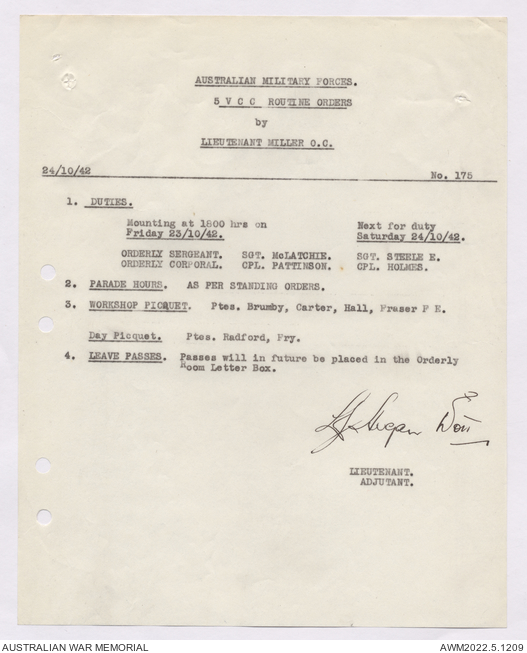 AUSTRALIAN MILITARY FORCES.
5 V C C ROUTINE ORDERS
by
LIEUTENANT MILLER O.C.
24/10/42 No. 175
1. DUTIES.
Mounting at 1800 hrs on Next for duty
Friday 23/10/42. Saturday 24/10/42.
ORDERLY SERGEANT. SGT. McLATCHIE. SGT. STEELE E.
ORDERLY CORPORAL. CPL. PATTINSON. CPL. HOLMES.
2. PARADE HOURS. AS PER STANDING ORDERS.
3. WORKSHOP PICQUET. Ptes. Brumby, Carter, Hall, Fraser F E.
Day Picquet. Ptes. Radford, Fry.
4. LEAVE PASSES. Passes will in future be placed in the Orderly
Room Letter Box.
LIEUTENANT.
ADJUTANT.
AUSTRALIAN WAR MEMORIAL AWM2022.5.1209